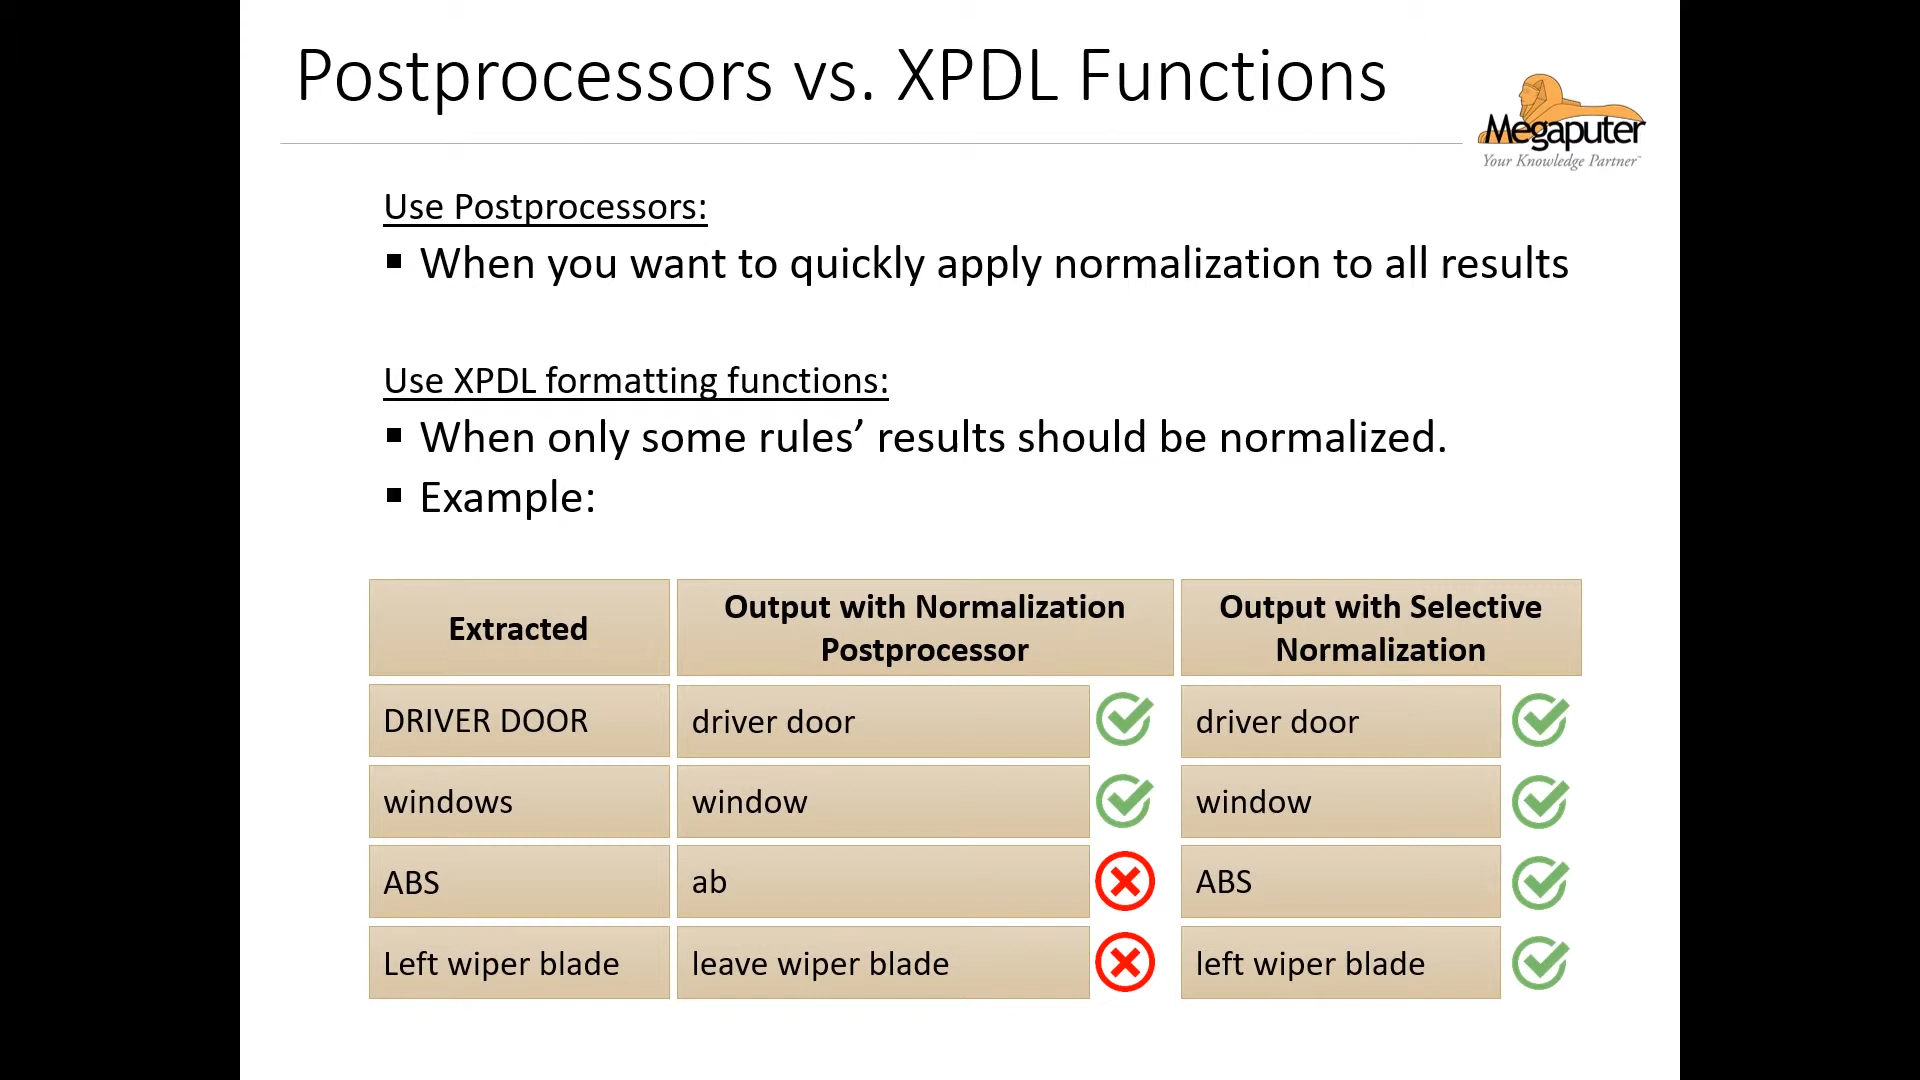 Postprocessors vs. XPDL Functions
Megaputer
Your Knowledge Partner™
Use Postprocessors:
▪ When you want to quickly apply normalization to all results
Use XPDL formatting functions:
▪ When only some rules’ results should be normalized.
▪ Example:
Extracted
Output with Normalization
Postprocessor
Output with Selective
Normalization
DRIVER DOOR
driver door
driver door
windows
window
window
ABS
ab
ABS
Left wiper blade
leave wiper blade
left wiper blade